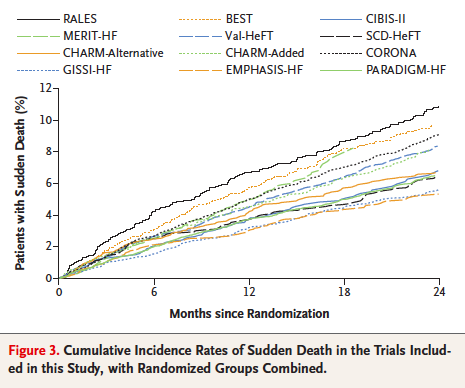 RALES BEST CIBIS-II
MERIT-HF Val-HeFT SCD-HeFT
CHARM-Alternative CHARM-Added CORONA
GISSI-HF EMPHASIS-HF PARADIGM-HF
Patients with Sudden Death (%)
12
10
8
6
4
2
0
0 6 12 18 24
Months since Randomization
Figure 3. Cumulative Incidence Rates of Sudden Death in the Trials Includ-
ed in this Study, with Randomized Groups Combined.